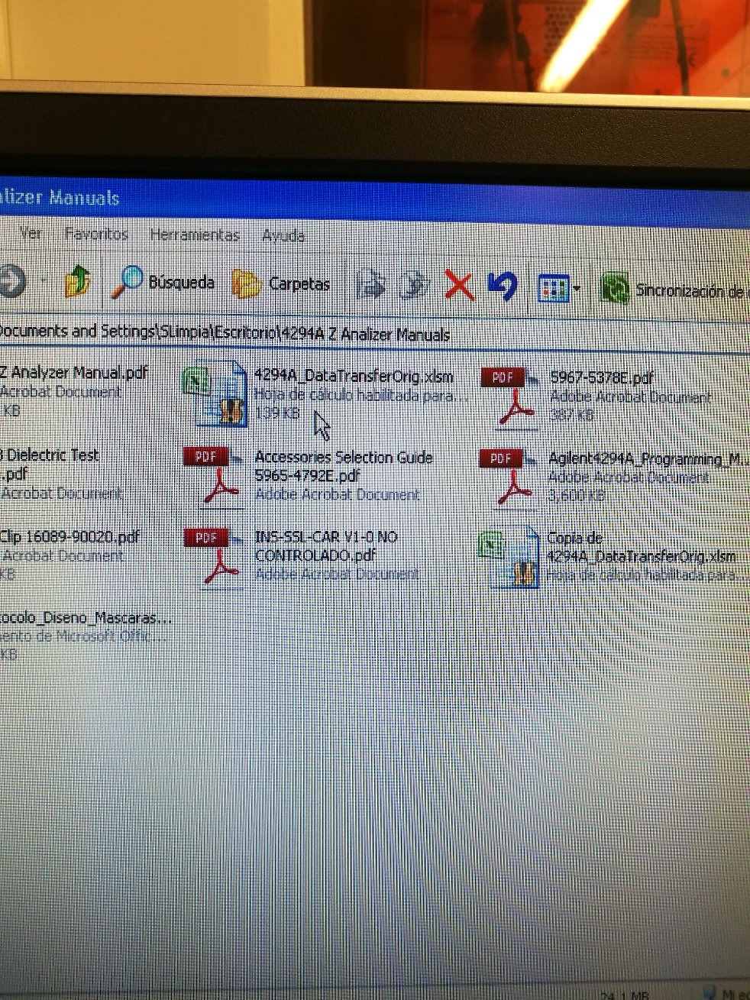 alizer Manuals
Ver Favoritos Herramientas Ayuda
Búsqueda Carpetas Sincronización de
Documents and Settings\SLimpia\Escritorio\4294A Z Analizer Manuals
Z Analyzer Manual.pdf
Acrobat Document
KB
4294A_DataTransferOrig.xlsm
Hoja de cálculo habilitada para...
139 KB
PDF
5967-5378E.pdf
Adobe Acrobat Document
387 KB
Dielectric Test
.pdf
Acrobat Document
PDF
Accessories Selection Guide
5965-4792E.pdf
Adobe Acrobat Document
PDF
Agilent4294A_Programming_M...
Adobe Acrobat Document
3,600 KB
Clip 16089-90020.pdf
Acrobat Document
KB
PDF
INS-SSL-CAR V1-0 NO
CONTROLADO.pdf
Adobe Acrobat Document
Copia de
4294A_DataTransferOrig.xlsm
Hoja de cálculo habilitada para...
ocolo_Diseno_Mascaras...
ento de Microsoft Offic...
KB
24.1 MB